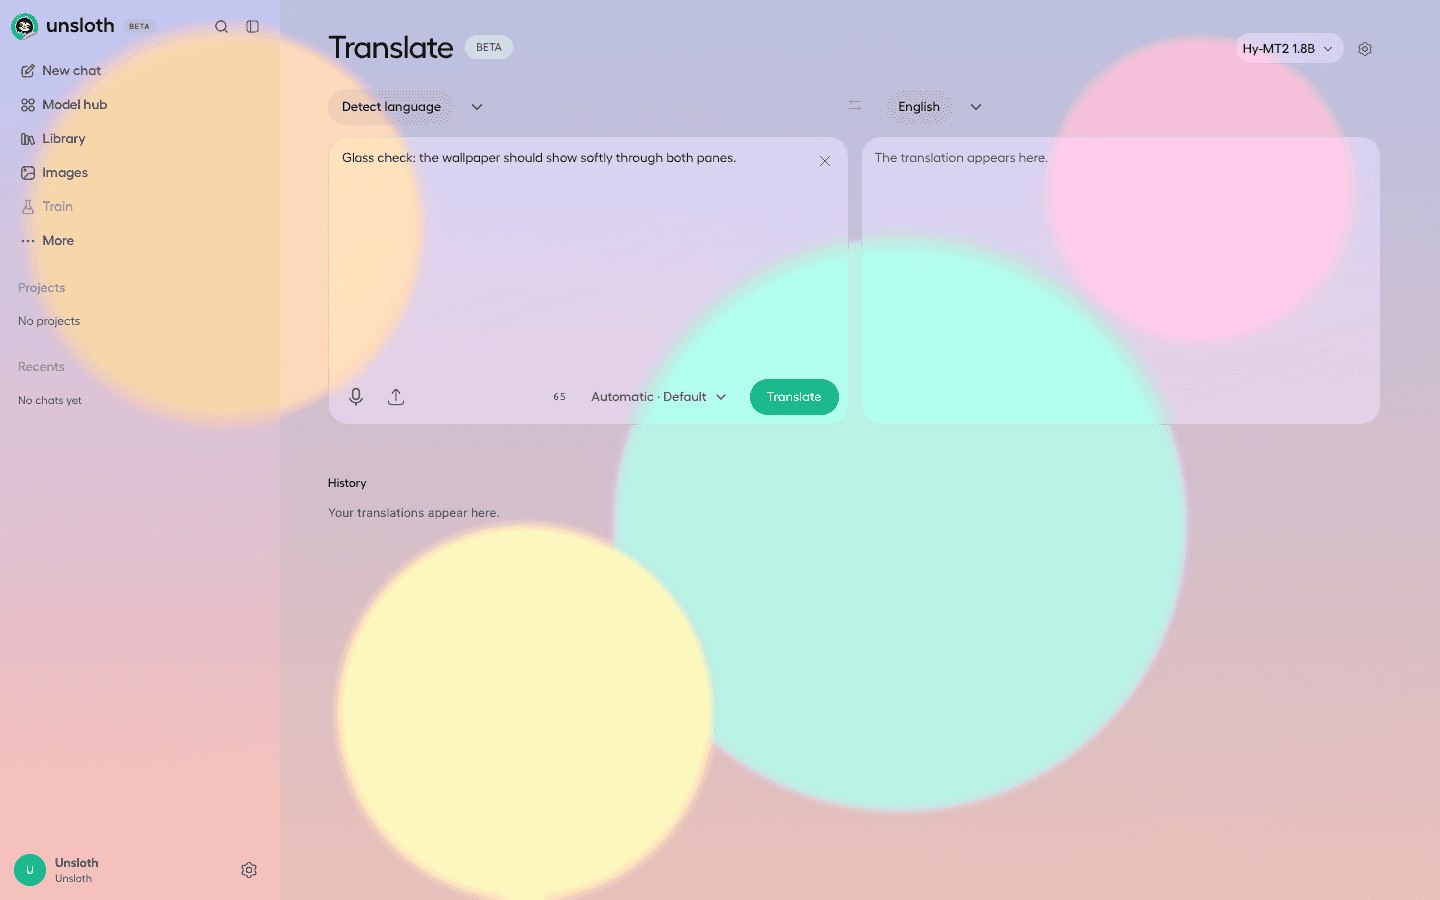 unsloth BETA
New chat
Model hub
Library
Images
Train
More
Projects
No projects
Recents
No chats yet
U
Unsloth
Unsloth
Translate BETA
Hy-MT2 1.8B
Detect language
English
Glass check: the wallpaper should show softly through both panes.
The translation appears here.
65 Automatic · Default Translate
History
Your translations appear here.